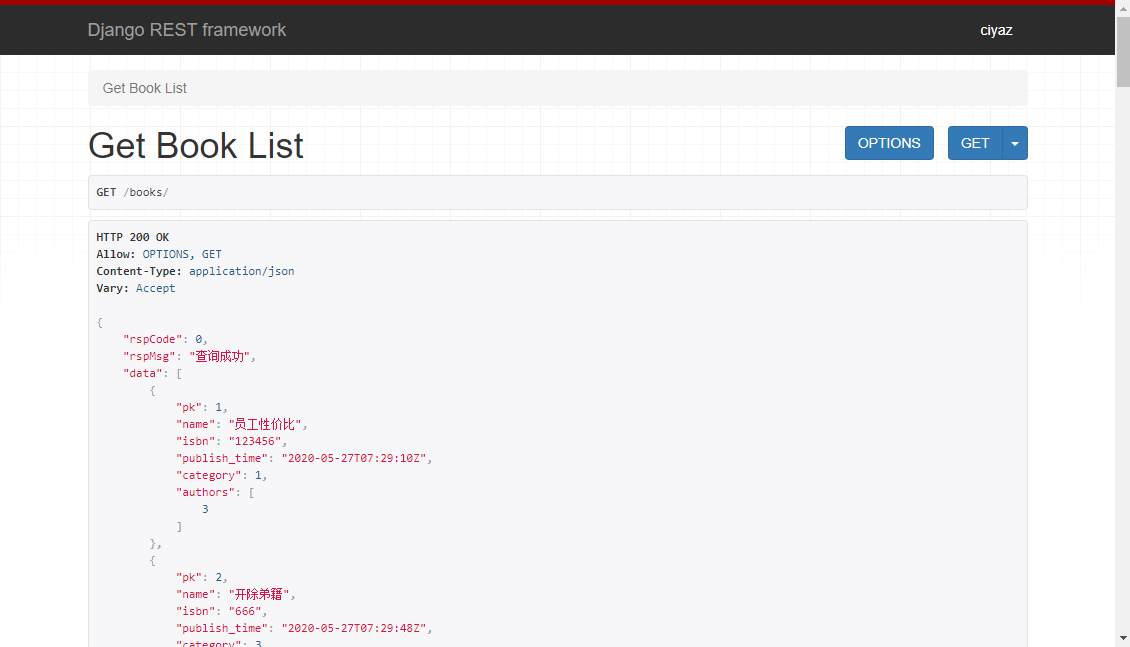 Django REST framework
ciyaz
Get Book List
Get Book List
OPTIONS
GET
GET /books/
HTTP 200 OK
Allow: OPTIONS, GET
Content-Type: application/json
Vary: Accept
{
"rspCode": 0,
"rspMsg": "查询成功",
"data": [
{
"pk": 1,
"name": "员工性价比",
"isbn": "123456",
"publish_time": "2020-05-27T07:29:10Z",
"category": 1,
"authors": [
3
]
},
{
"pk": 2,
"name": "开除弟籍",
"isbn": "666",
"publish_time": "2020-05-27T07:29:48Z",
"category": 3